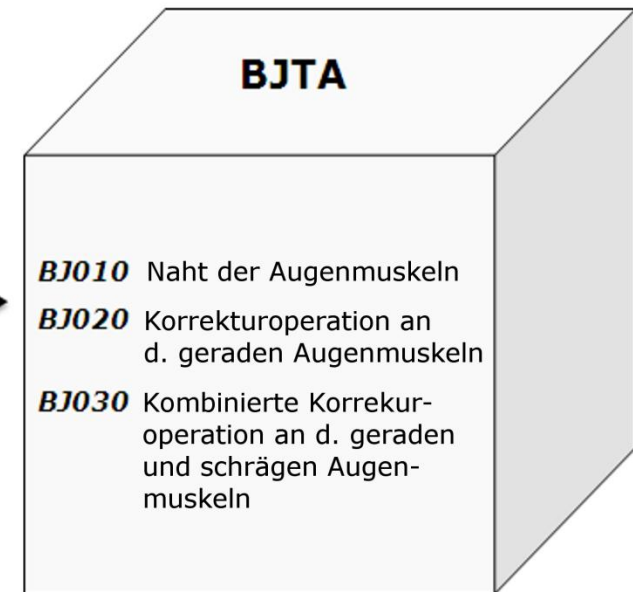 BJTA
BJ010 Naht der Augenmuskeln
BJ020 Korrekturoperation an
d. geraden Augenmuskeln
BJ030 Kombinierte Korrekur-
operation an d. geraden
und schrägen Augen-
muskeln